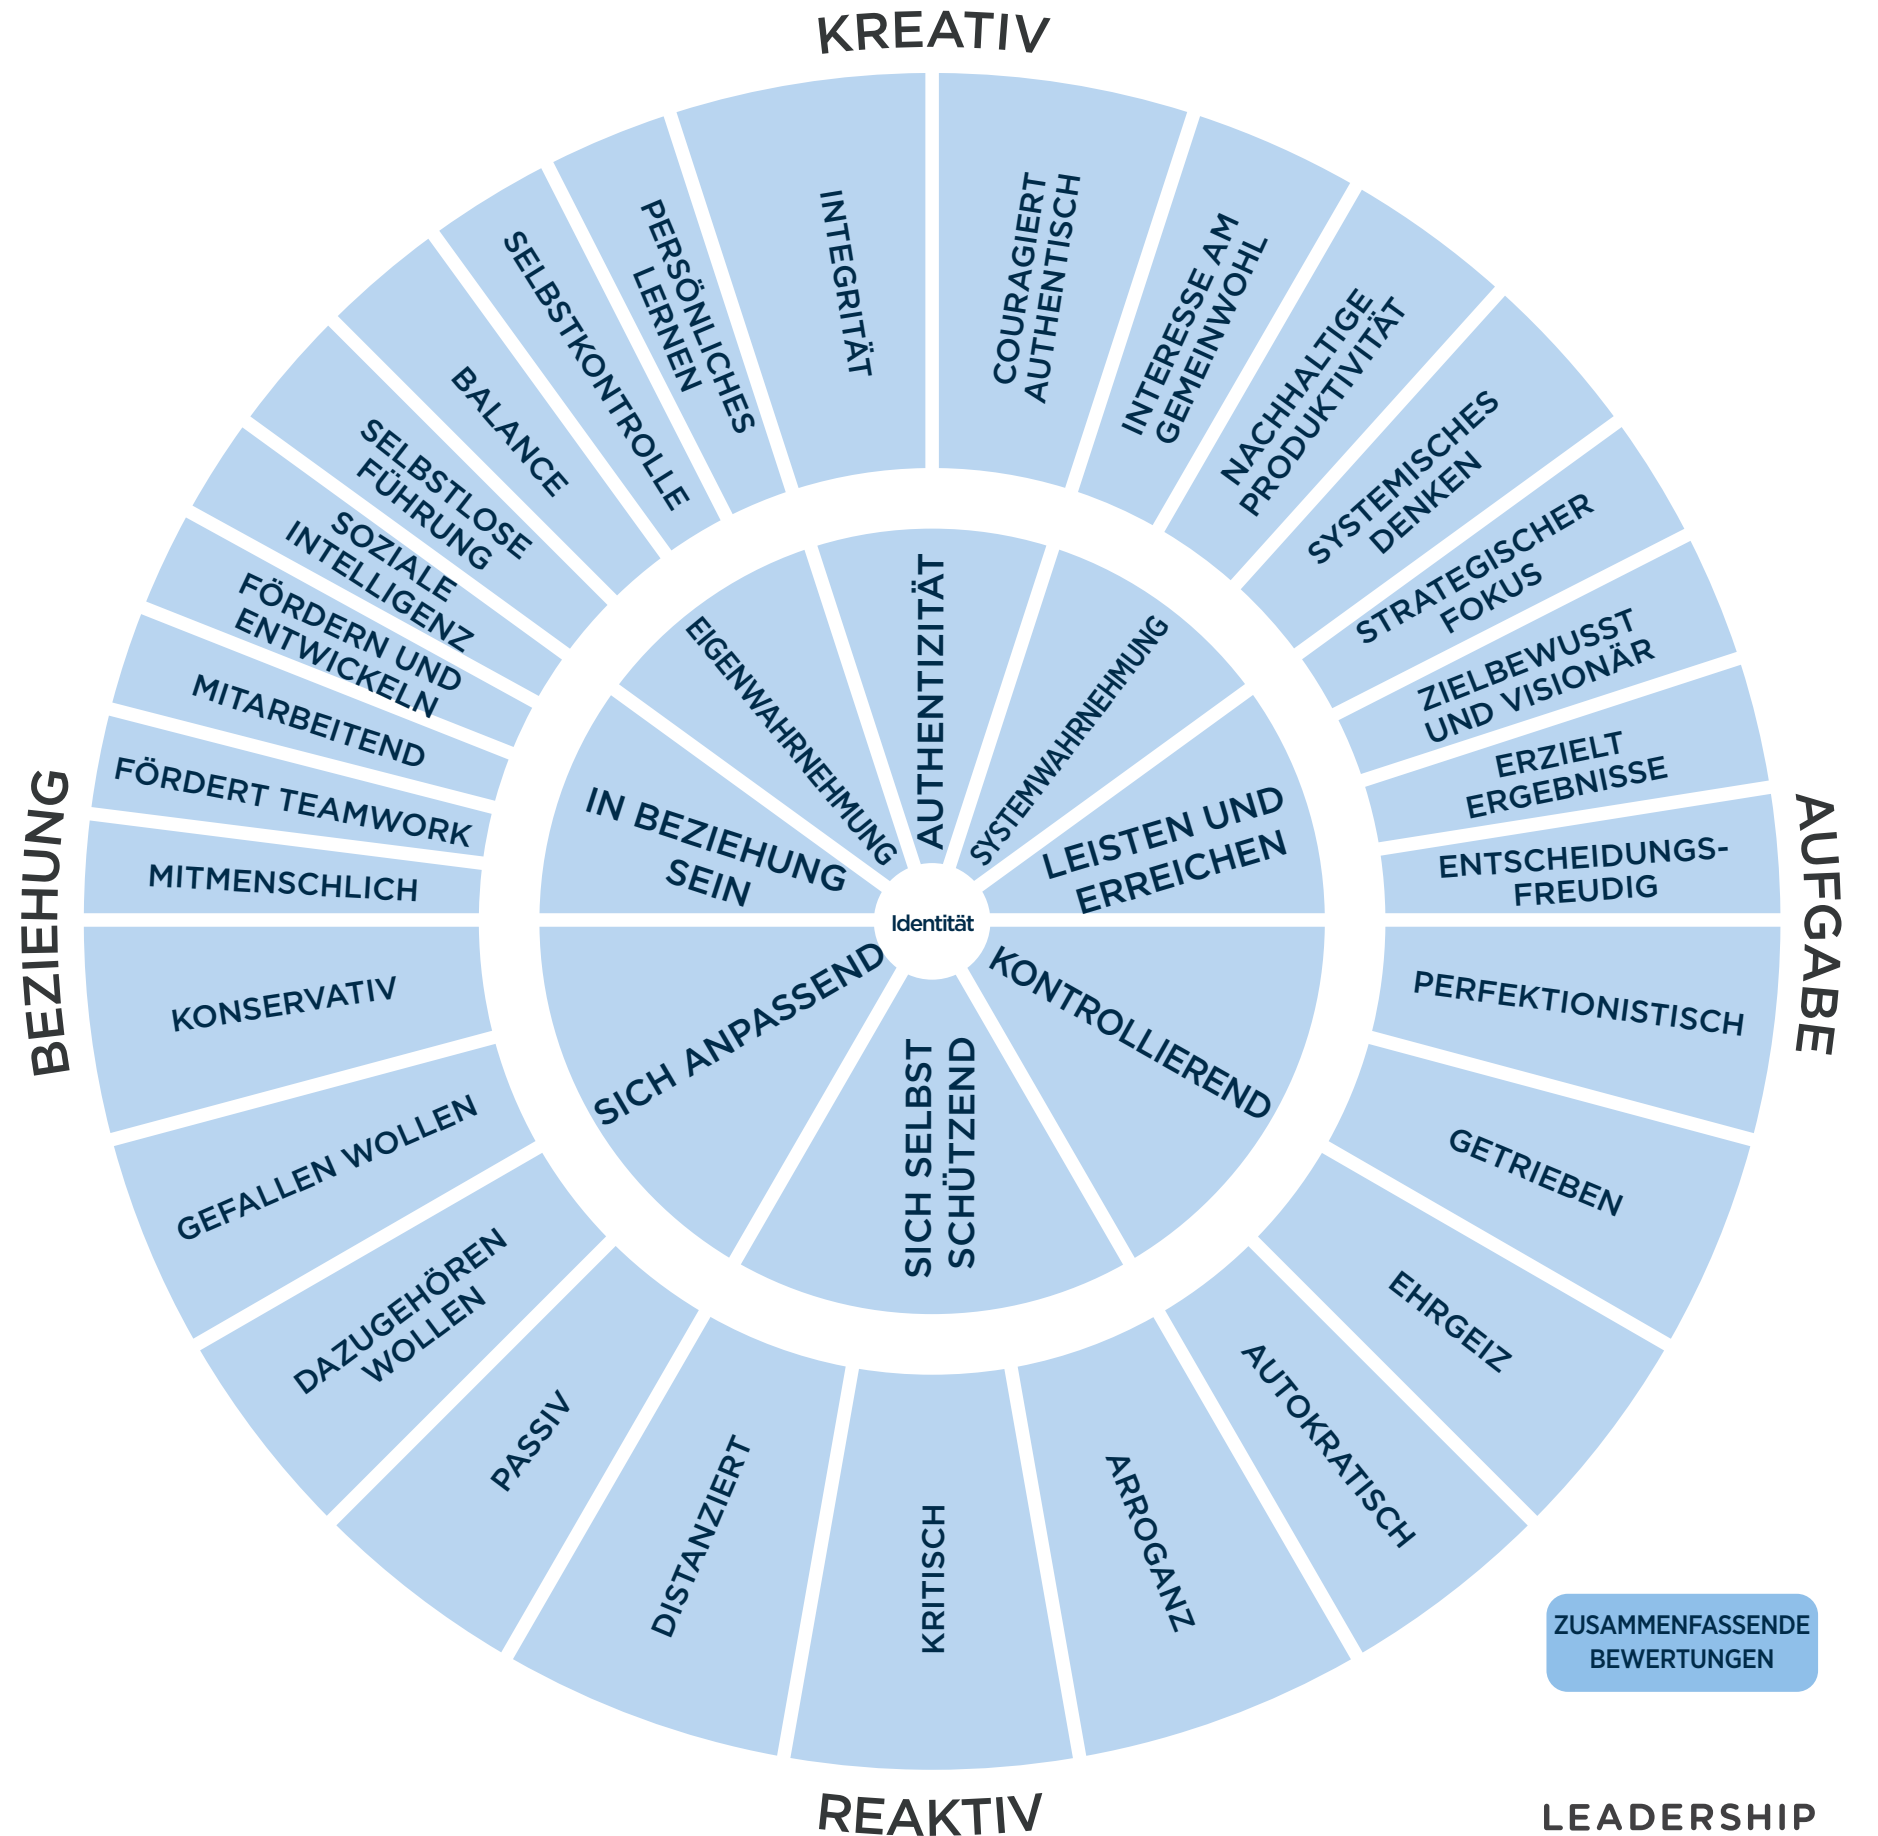 KREATIV
INTEGRITÄT
COURAGIERT
AUTHENTISCH
INTERESSE AM
GEMEINWOHL
NACHHALTIGE
PRODUKTIVITÄT
SYSTEMISCHES
DENKEN
STRATEGISCHER
FOKUS
ZIELBEWUSST
UND VISIONÄR
ERZIELT
ERGEBNISSE
ENTSCHEIDUNGS-
FREUDIG
AUFGABE
PERFEKTIONISTISCH
GETRIEBEN
EHRGEIZ
AUTOKRATISCH
ARROGANZ
KRITISCH
DISTANZIERT
PASSIV
DAZUGEHÖREN
WOLLEN
GEFALLEN WOLLEN
KONSERVATIV
BEZIEHUNG
MITMENSCHLICH
FÖRDERT TEAMWORK
MITARBEITEND
FÖRDERN UND
ENTWICKELN
SOZIALE
INTELLIGENZ
SELBSTLOSE
FÜHRUNG
BALANCE
SELBSTKONTROLLE
PERSÖNLICHES
LERNEN
EIGENWAHRNEHMUNG
AUTHENTIZITÄT
SYSTEMWAHRNEHMUNG
IN BEZIEHUNG
SEIN
LEISTEN UND
ERREICHEN
Identität
SICH ANPASSEND
SICH SELBST
SCHÜTZEND
KONTROLLIEREND
ZUSAMMENFASSENDE
BEWERTUNGEN
REAKTIV
LEADERSHIP